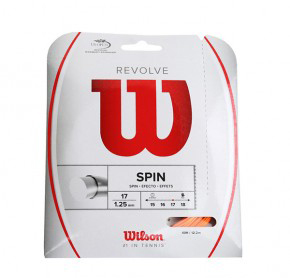 REVOLVE
W
SPIN
SPIN - EFECTO - EFFETS
17
1.25 mm
15 16 17 18
Wilson
#1 IN TENNIS